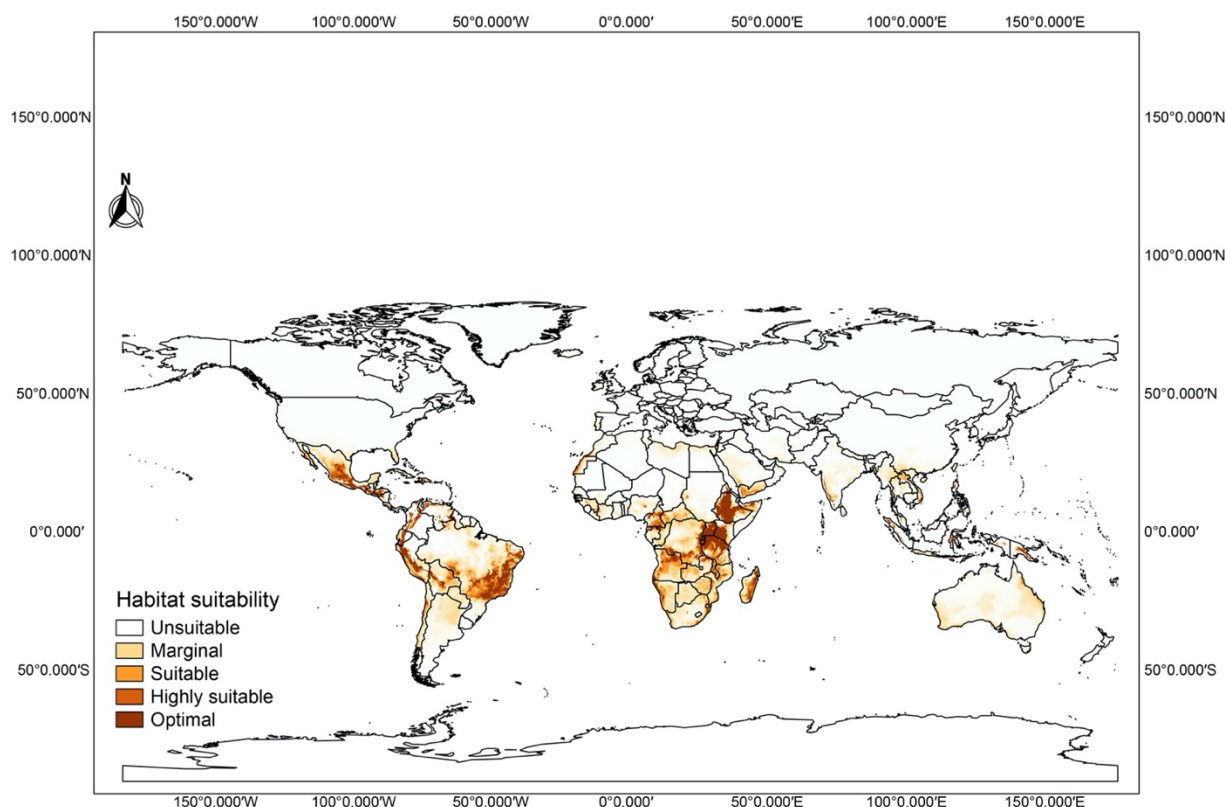 150°0.000′W 100°0.000′W 50°0.000′W 0°0.000′ 50°0.000′E 100°0.000′E 150°0.000′E
150°0.000′N 150°0.000′N
N
100°0.000′N 100°0.000′N
50°0.000′N 50°0.000′N
0°0.000′ 0°0.000′
Habitat suitability
Unsuitable
Marginal
Suitable
50°0.000′S 50°0.000′S
Highly suitable
Optimal
150°0.000′W 100°0.000′W 50°0.000′W 0°0.000′ 50°0.000′E 100°0.000′E 150°0.000′E